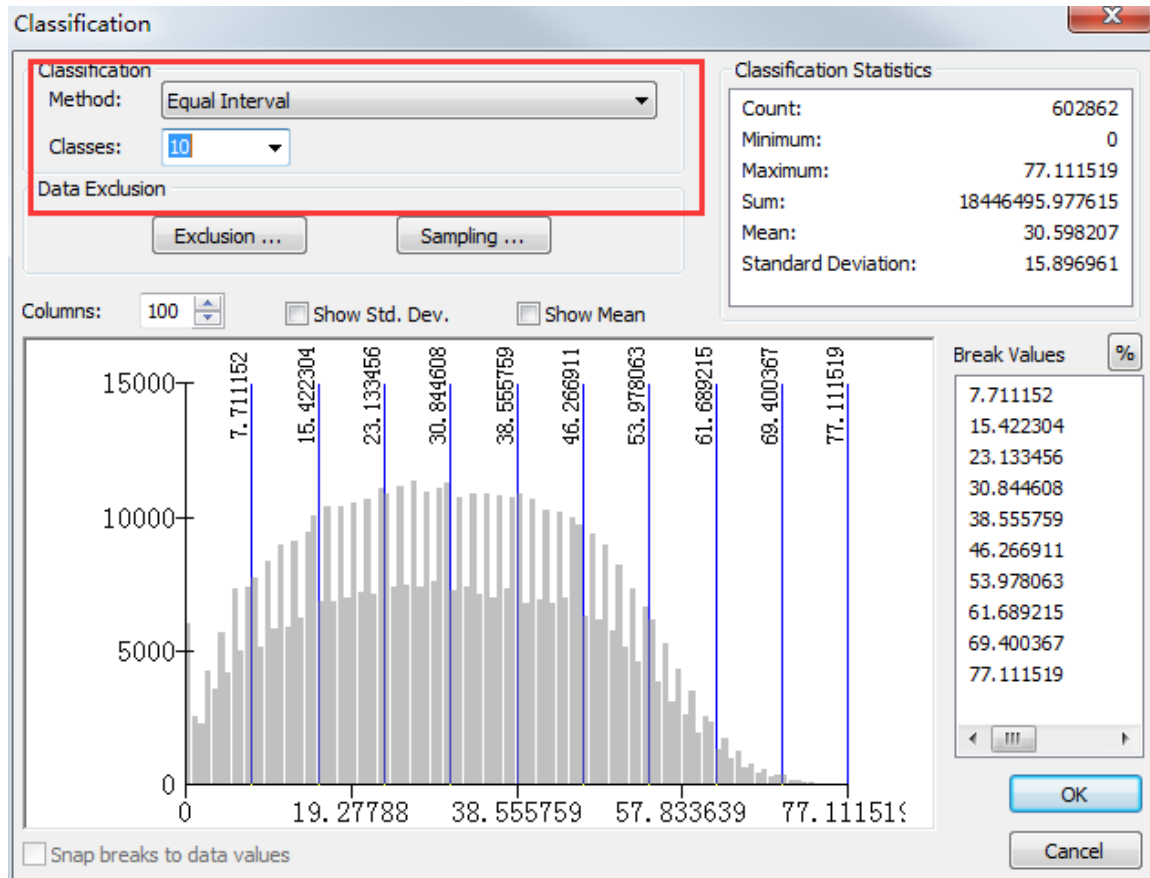 Classification
X
Classification
Method: Equal Interval
Classes: 10
Data Exclusion
Exclusion ...
Sampling ...
Classification Statistics
Count: 602862
Minimum: 0
Maximum: 77.111519
Sum: 18446495.977615
Mean: 30.598207
Standard Deviation: 15.896961
Columns: 100
Show Std. Dev.
Show Mean
15000
10000
5000
0
7.711152
15.422304
23.133456
30.844608
38.555759
46.266911
53.978063
61.689215
69.400367
77.111519
0 19.27788 38.555759 57.833639 77.111519
Break Values %
7.711152
15.422304
23.133456
30.844608
38.555759
46.266911
53.978063
61.689215
69.400367
77.111519
OK
Snap breaks to data values
Cancel